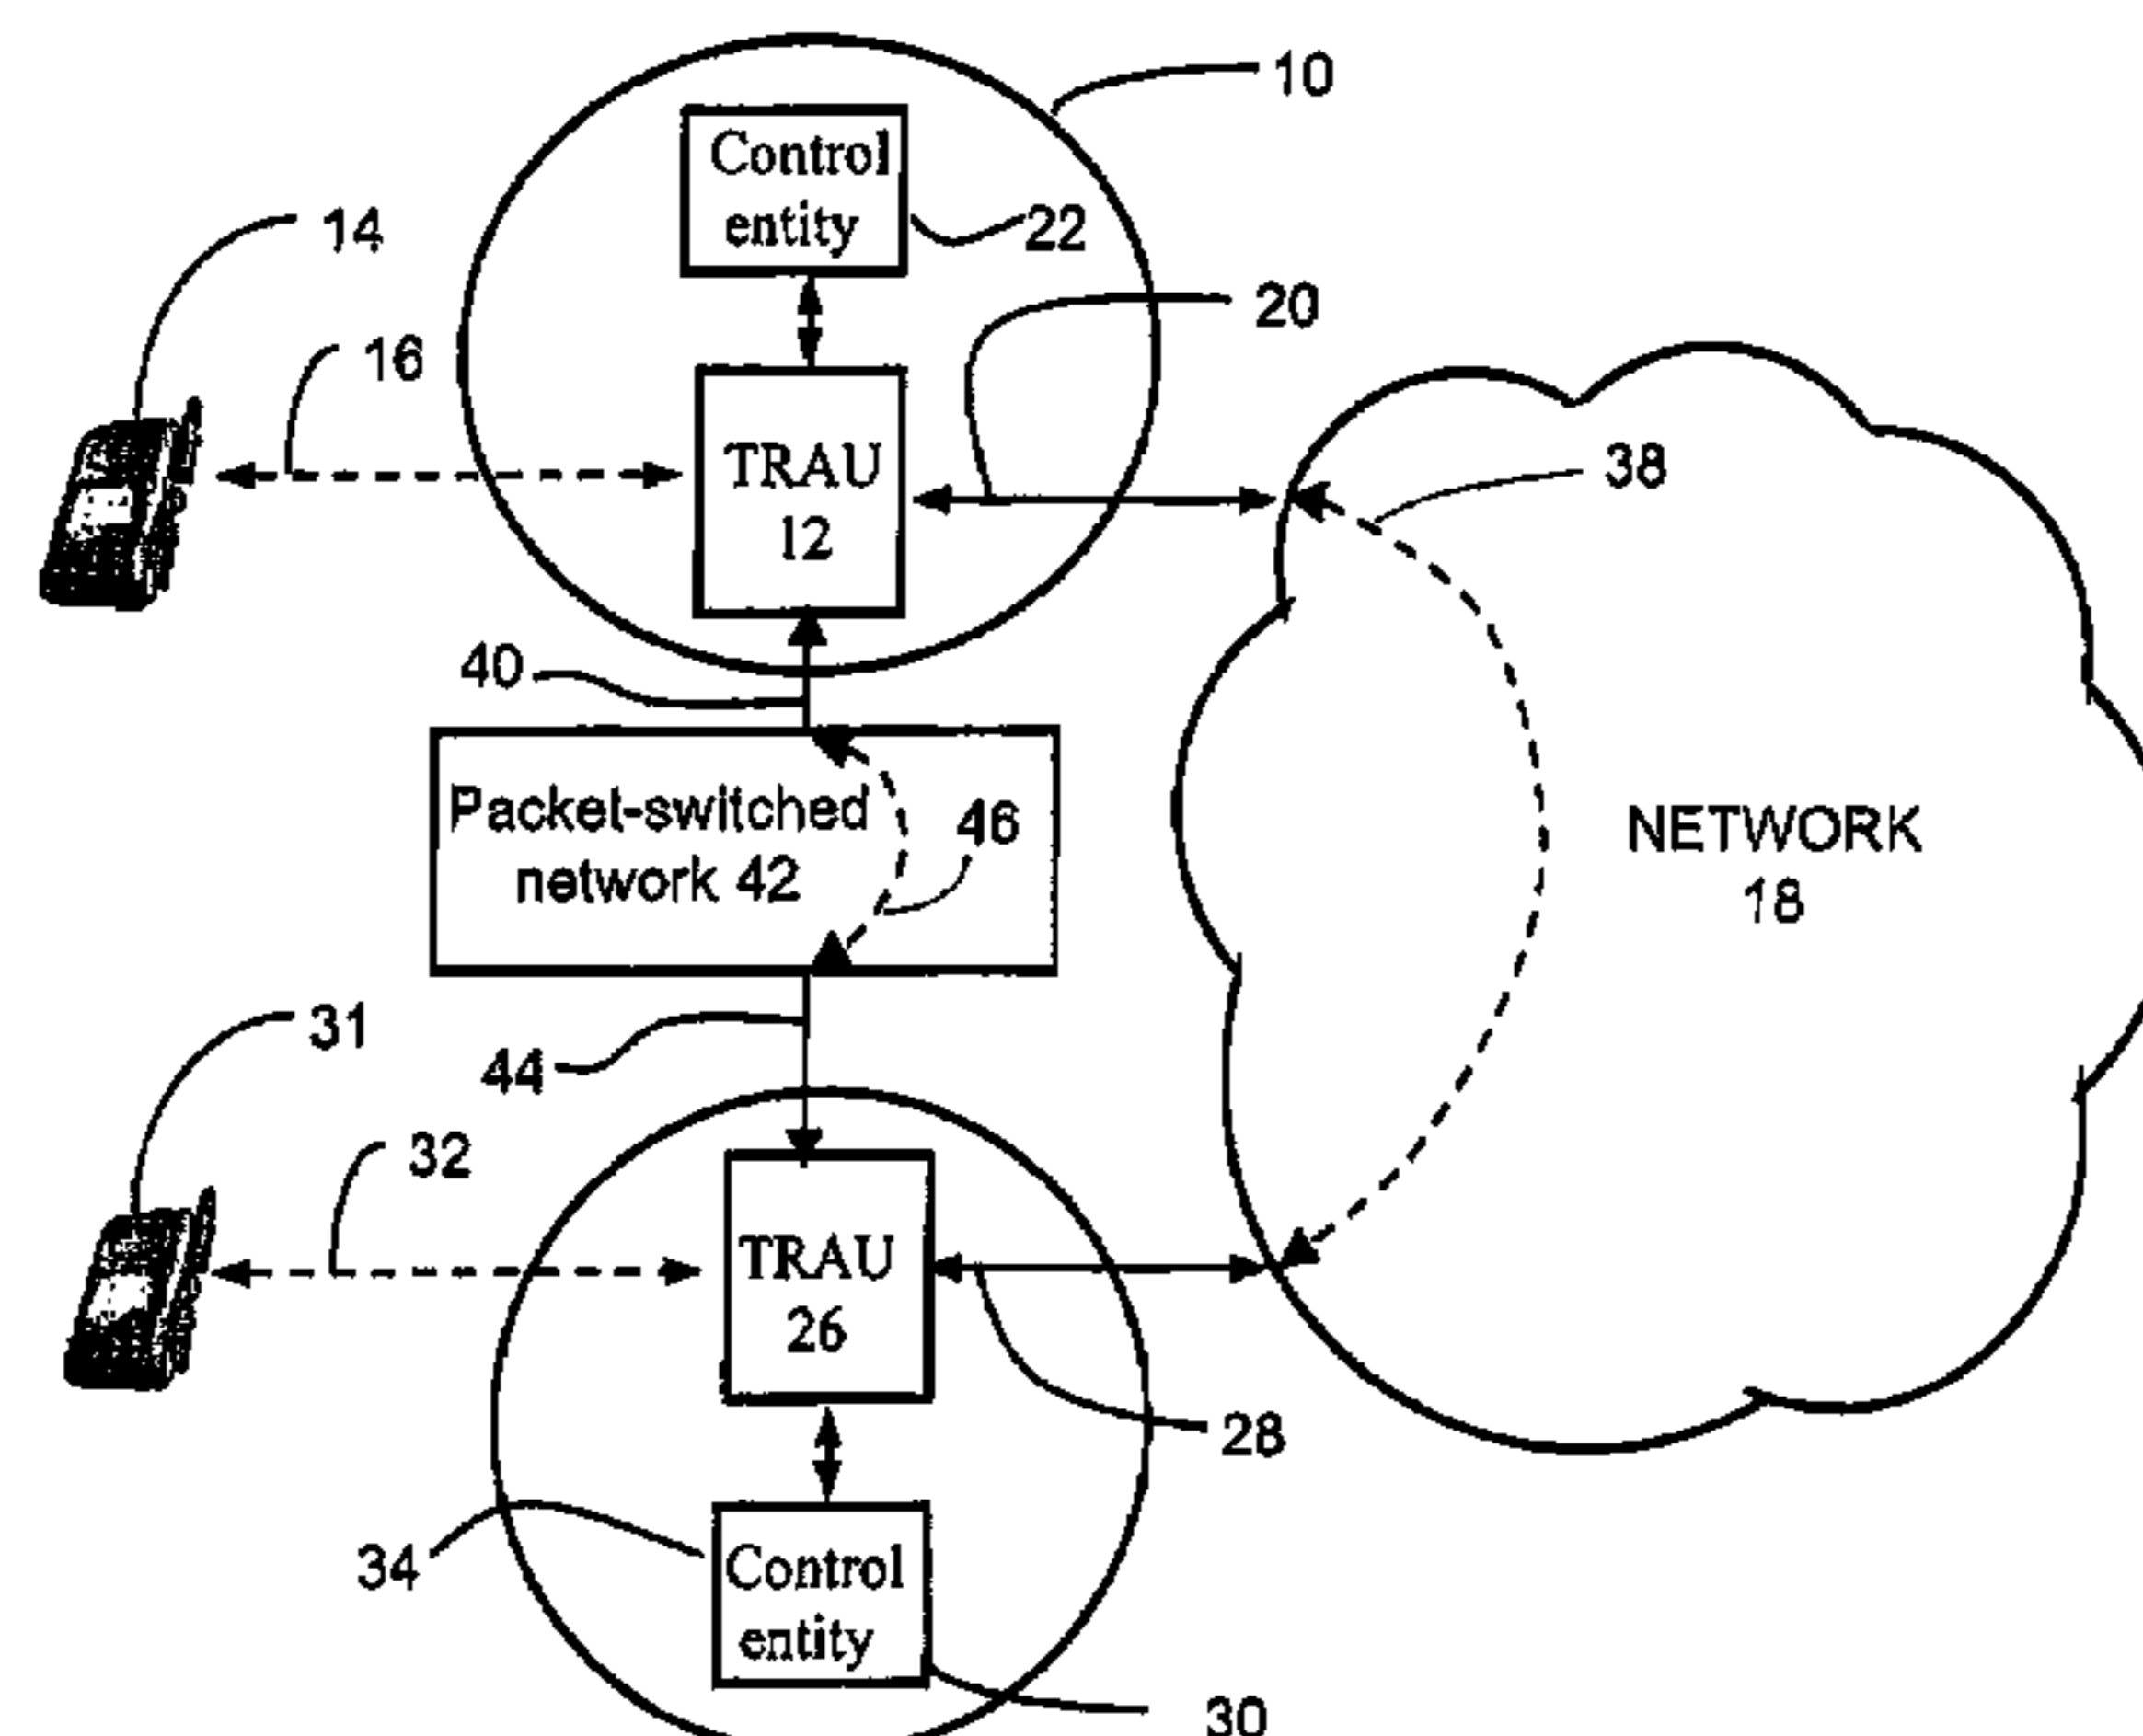 10
Control
entity
22
14
20
16
TRAU
12
38
40
Packet-switched
network 42
46
NETWORK
18
31
44
32
TRAU
26
28
34
Control
entity
30